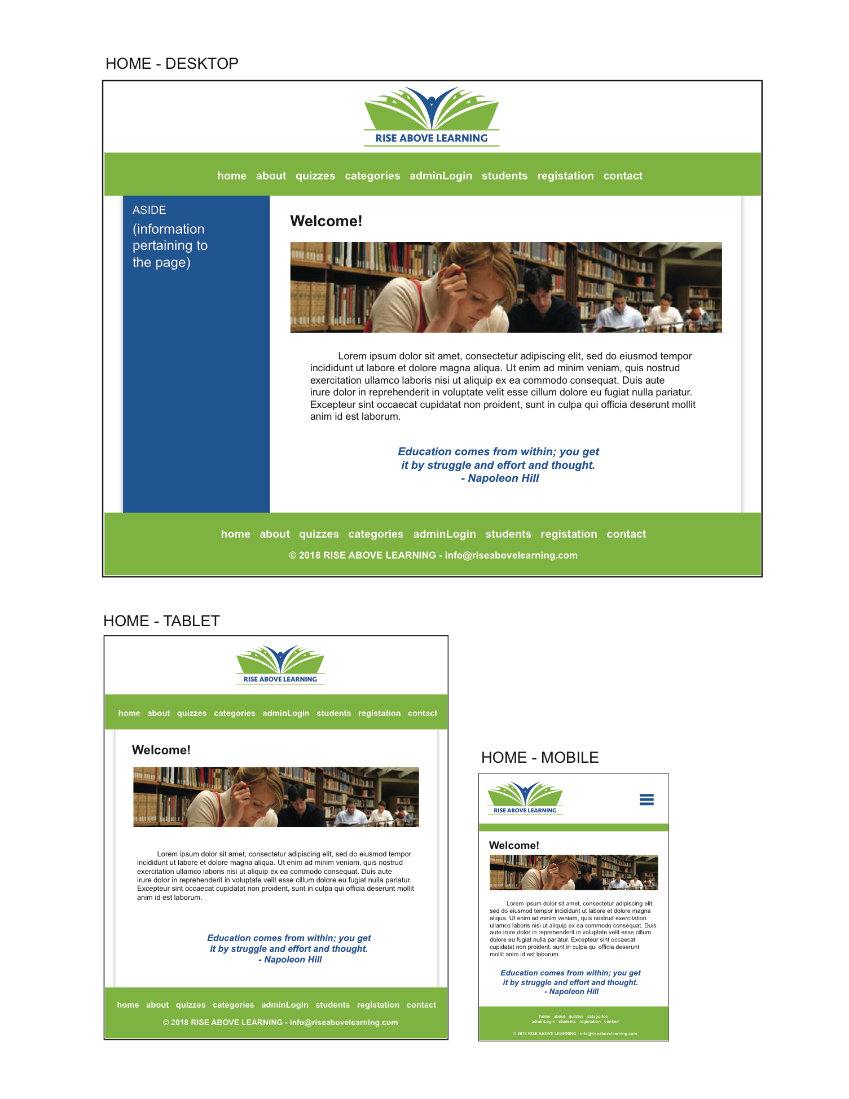 HOME - DESKTOP
RISE ABOVE LEARNING
home about quizzes categories adminLogin students registation contact
ASIDE
(information
pertaining to
the page)
Welcome!
Lorem ipsum dolor sit amet, consectetur adipiscing elit, sed do eiusmod tempor
incididunt ut labore et dolore magna aliqua. Ut enim ad minim veniam, quis nostrud
exercitation ullamco laboris nisi ut aliquip ex ea commodo consequat. Duis aute
irure dolor in reprehenderit in voluptate velit esse cillum dolore eu fugiat nulla pariatur.
Excepteur sint occaecat cupidatat non proident, sunt in culpa qui officia deserunt mollit
anim id est laborum.
Education comes from within; you get
it by struggle and effort and thought.
- Napoleon Hill
home about quizzes categories adminLogin students registation contact
© 2018 RISE ABOVE LEARNING - info@riseabovelearning.com
HOME - TABLET
RISE ABOVE LEARNING
home about quizzes categories adminLogin students registation contact
Welcome!
Lorem ipsum dolor sit amet, consectetur adipiscing elit, sed do eiusmod tempor
incididunt ut labore et dolore magna aliqua. Ut enim ad minim veniam, quis nostrud
exercitation ullamco laboris nisi ut aliquip ex ea commodo consequat. Duis aute
irure dolor in reprehenderit in voluptate velit esse cillum dolore eu fugiat nulla pariatur.
Excepteur sint occaecat cupidatat non proident, sunt in culpa qui officia deserunt mollit
anim id est laborum.
Education comes from within; you get
it by struggle and effort and thought.
- Napoleon Hill
home about quizzes categories adminLogin students registation contact
© 2018 RISE ABOVE LEARNING - info@riseabovelearning.com
HOME - MOBILE
RISE ABOVE LEARNING
Welcome!
Lorem ipsum dolor sit amet, consectetur adipiscing elit,
sed do eiusmod tempor incididunt ut labore et dolore magna
aliqua. Ut enim ad minim veniam, quis nostrud exercitation
ullamco laboris nisi ut aliquip ex ea commodo consequat. Duis
aute irure dolor in reprehenderit in voluptate velit esse cillum
dolore eu fugiat nulla pariatur. Excepteur sint occaecat
cupidatat non proident, sunt in culpa qui officia deserunt
mollit anim id est laborum.
Education comes from within; you get
it by struggle and effort and thought.
- Napoleon Hill
home about quizzes categories
adminLogin students registation contact
© 2018 RISE ABOVE LEARNING - info@riseabovelearning.com